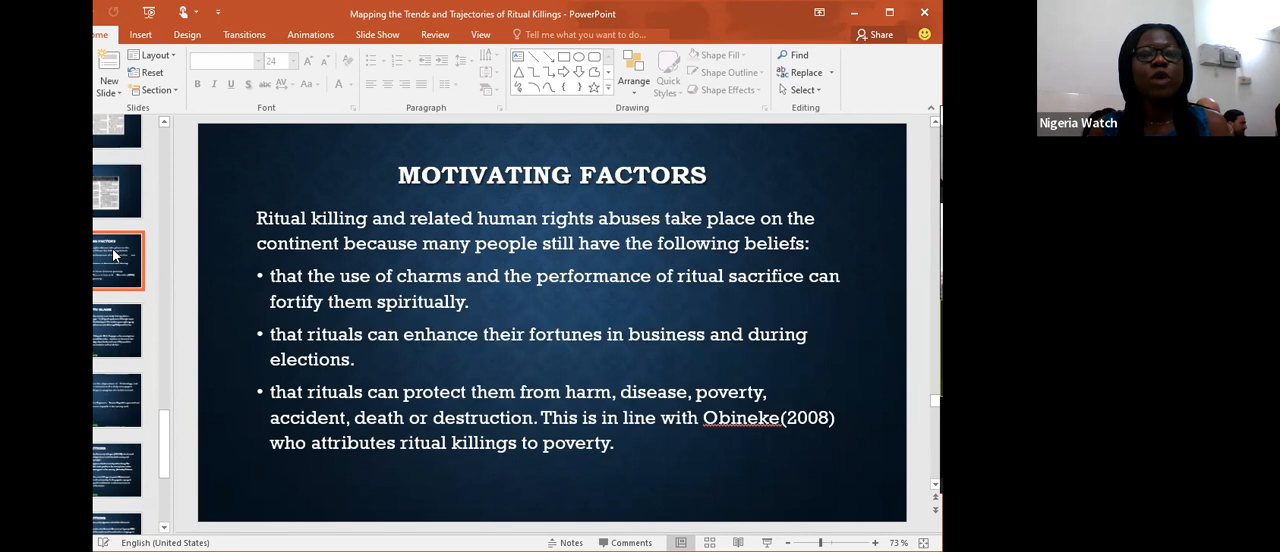 Mapping the Trends and Trajectories of Ritual Killings - PowerPoint
ome Insert Design Transitions Animations Slide Show Review View Tell me what you want to do... Share
New Slide
Layout
Reset
Section
24
Shape Fill
Shape Outline
Shape Effects
Arrange
Quick Styles
Find
Replace
Select
Slides Font Paragraph Drawing Editing
MOTIVATING FACTORS
Ritual killing and related human rights abuses take place on the
continent because many people still have the following beliefs:
• that the use of charms and the performance of ritual sacrifice can
fortify them spiritually.
• that rituals can enhance their fortunes in business and during
elections.
• that rituals can protect them from harm, disease, poverty,
accident, death or destruction. This is in line with Obineke(2008)
who attributes ritual killings to poverty.
English (United States) Notes Comments 73 %
Nigeria Watch